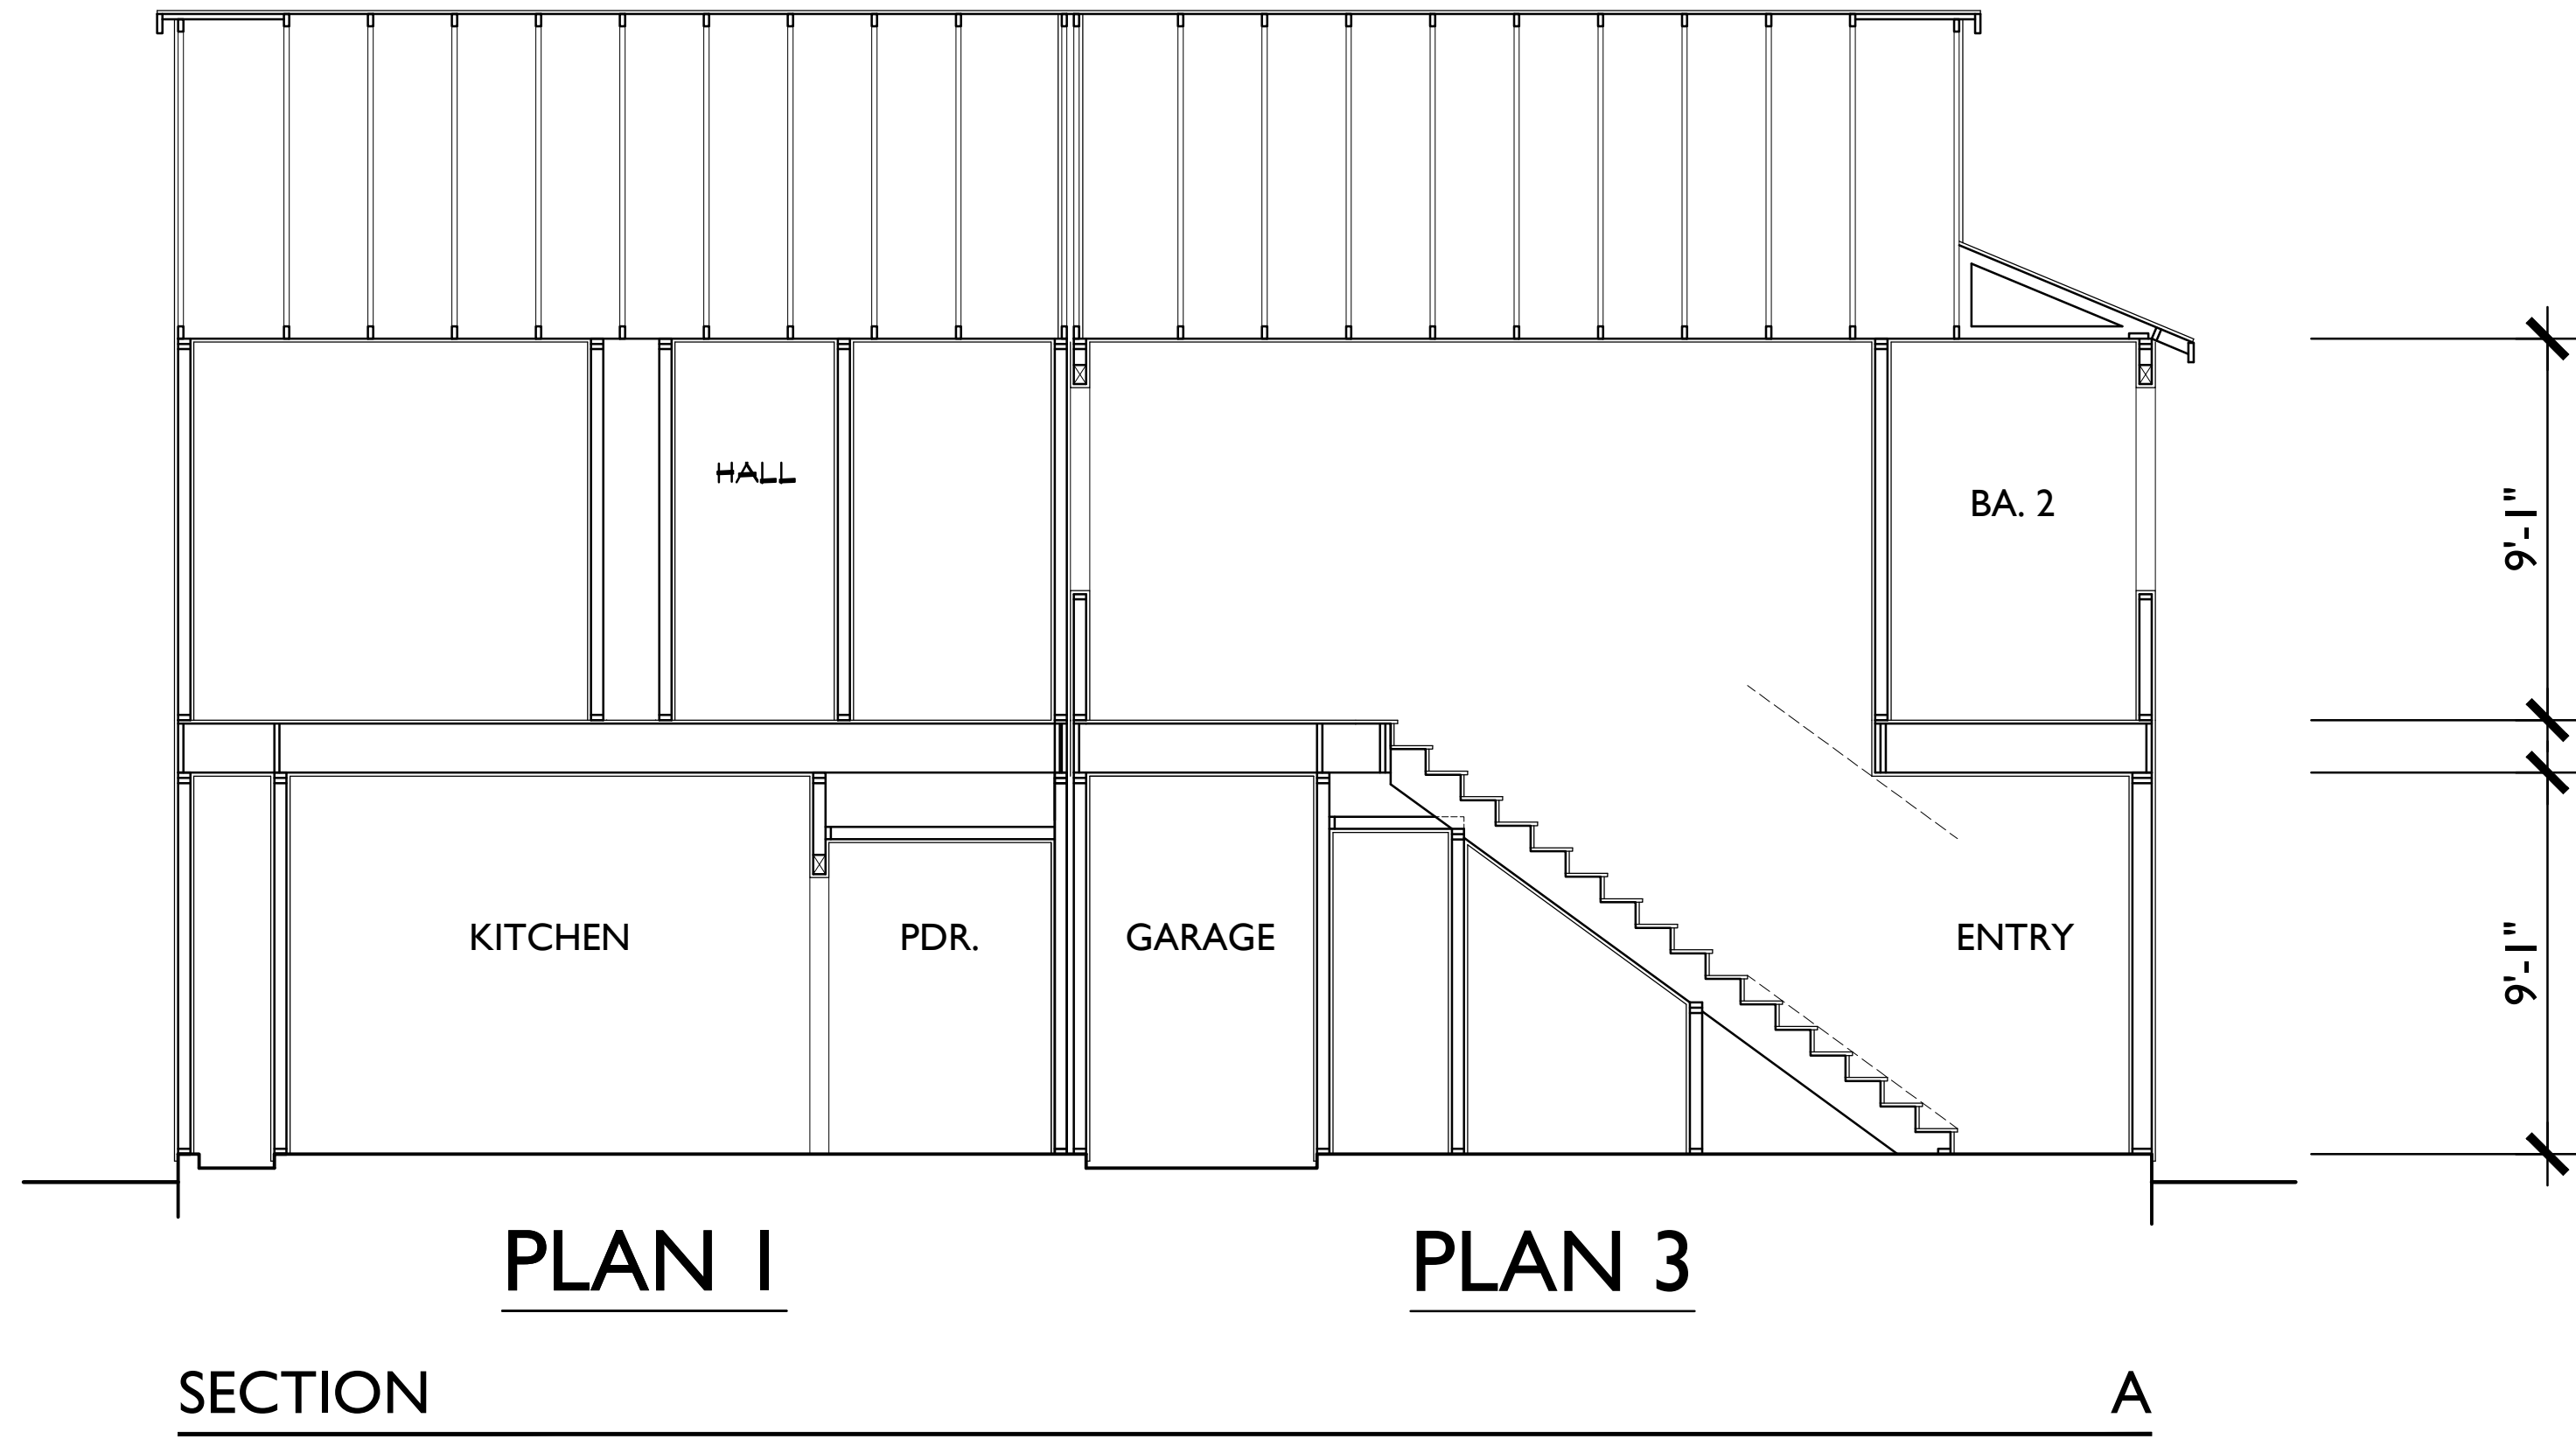 HALL
BA. 2
9'-1"
KITCHEN
PDR.
GARAGE
ENTRY
9'-1"
PLAN 1
PLAN 3
SECTION
A